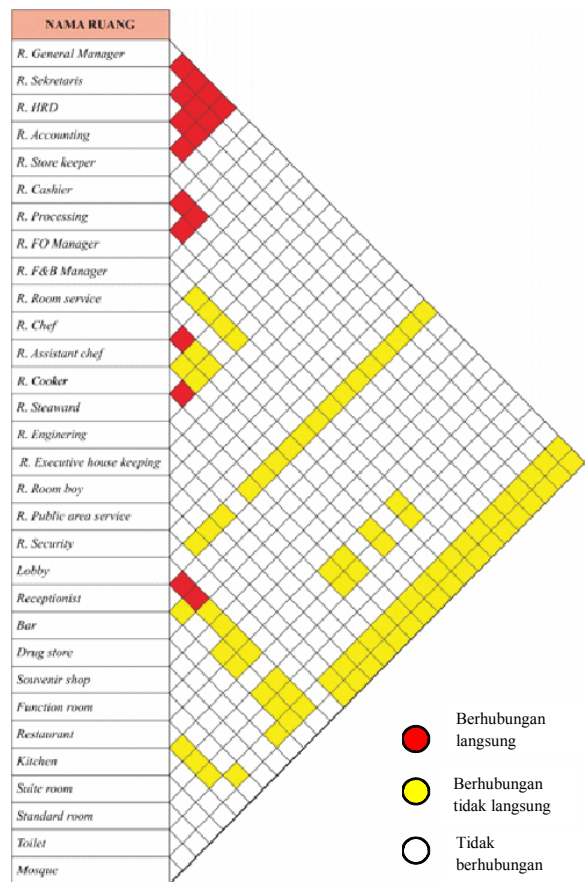 NAMA RUANG
R. General Manager
R. Sekretaris
R. HRD
R. Accounting
R. Store keeper
R. Cashier
R. Processing
R. FO Manager
R. F&B Manager
R. Room service
R. Chef
R. Assistant chef
R. Cooker
R. Steaward
R. Enginering
R. Executive house keeping
R. Room boy
R. Public area service
R. Security
Lobby
Receptionist
Bar
Drug store
Souvenir shop
Function room
Restaurant
Kitchen
Suite room
Standard room
Toilet
Mosque
Berhubungan
langsung
Berhubungan
tidak langsung
Tidak
berhubungan